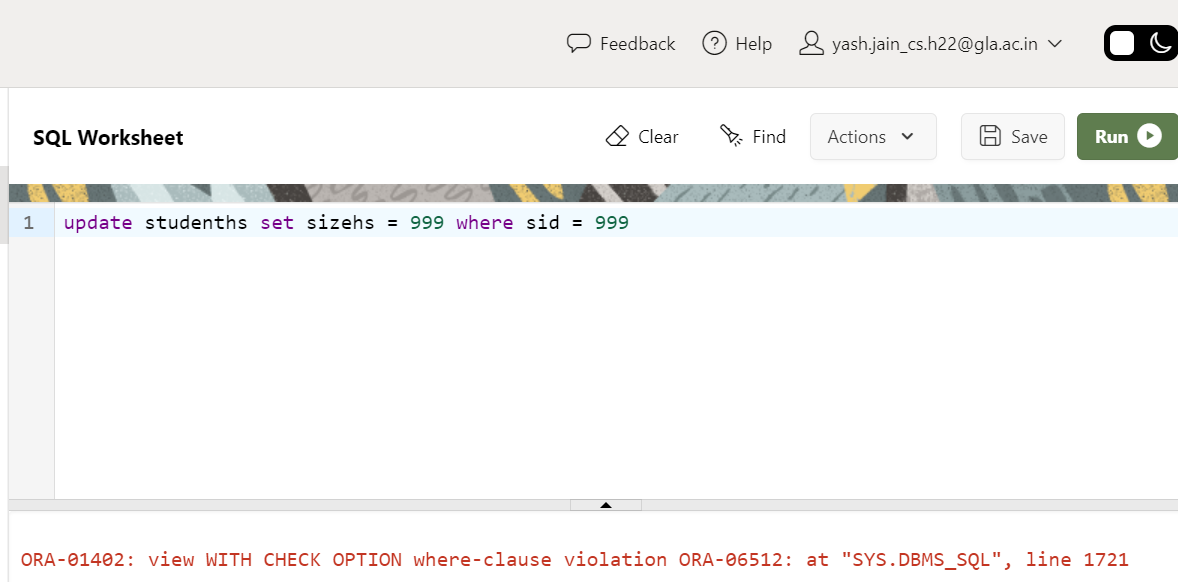 Feedback Help yash.jain_cs.h22@gla.ac.in
SQL Worksheet Clear Find Actions Save Run
1 update studenths set sizehs = 999 where sid = 999
ORA-01402: view WITH CHECK OPTION where-clause violation ORA-06512: at "SYS.DBMS_SQL", line 1721